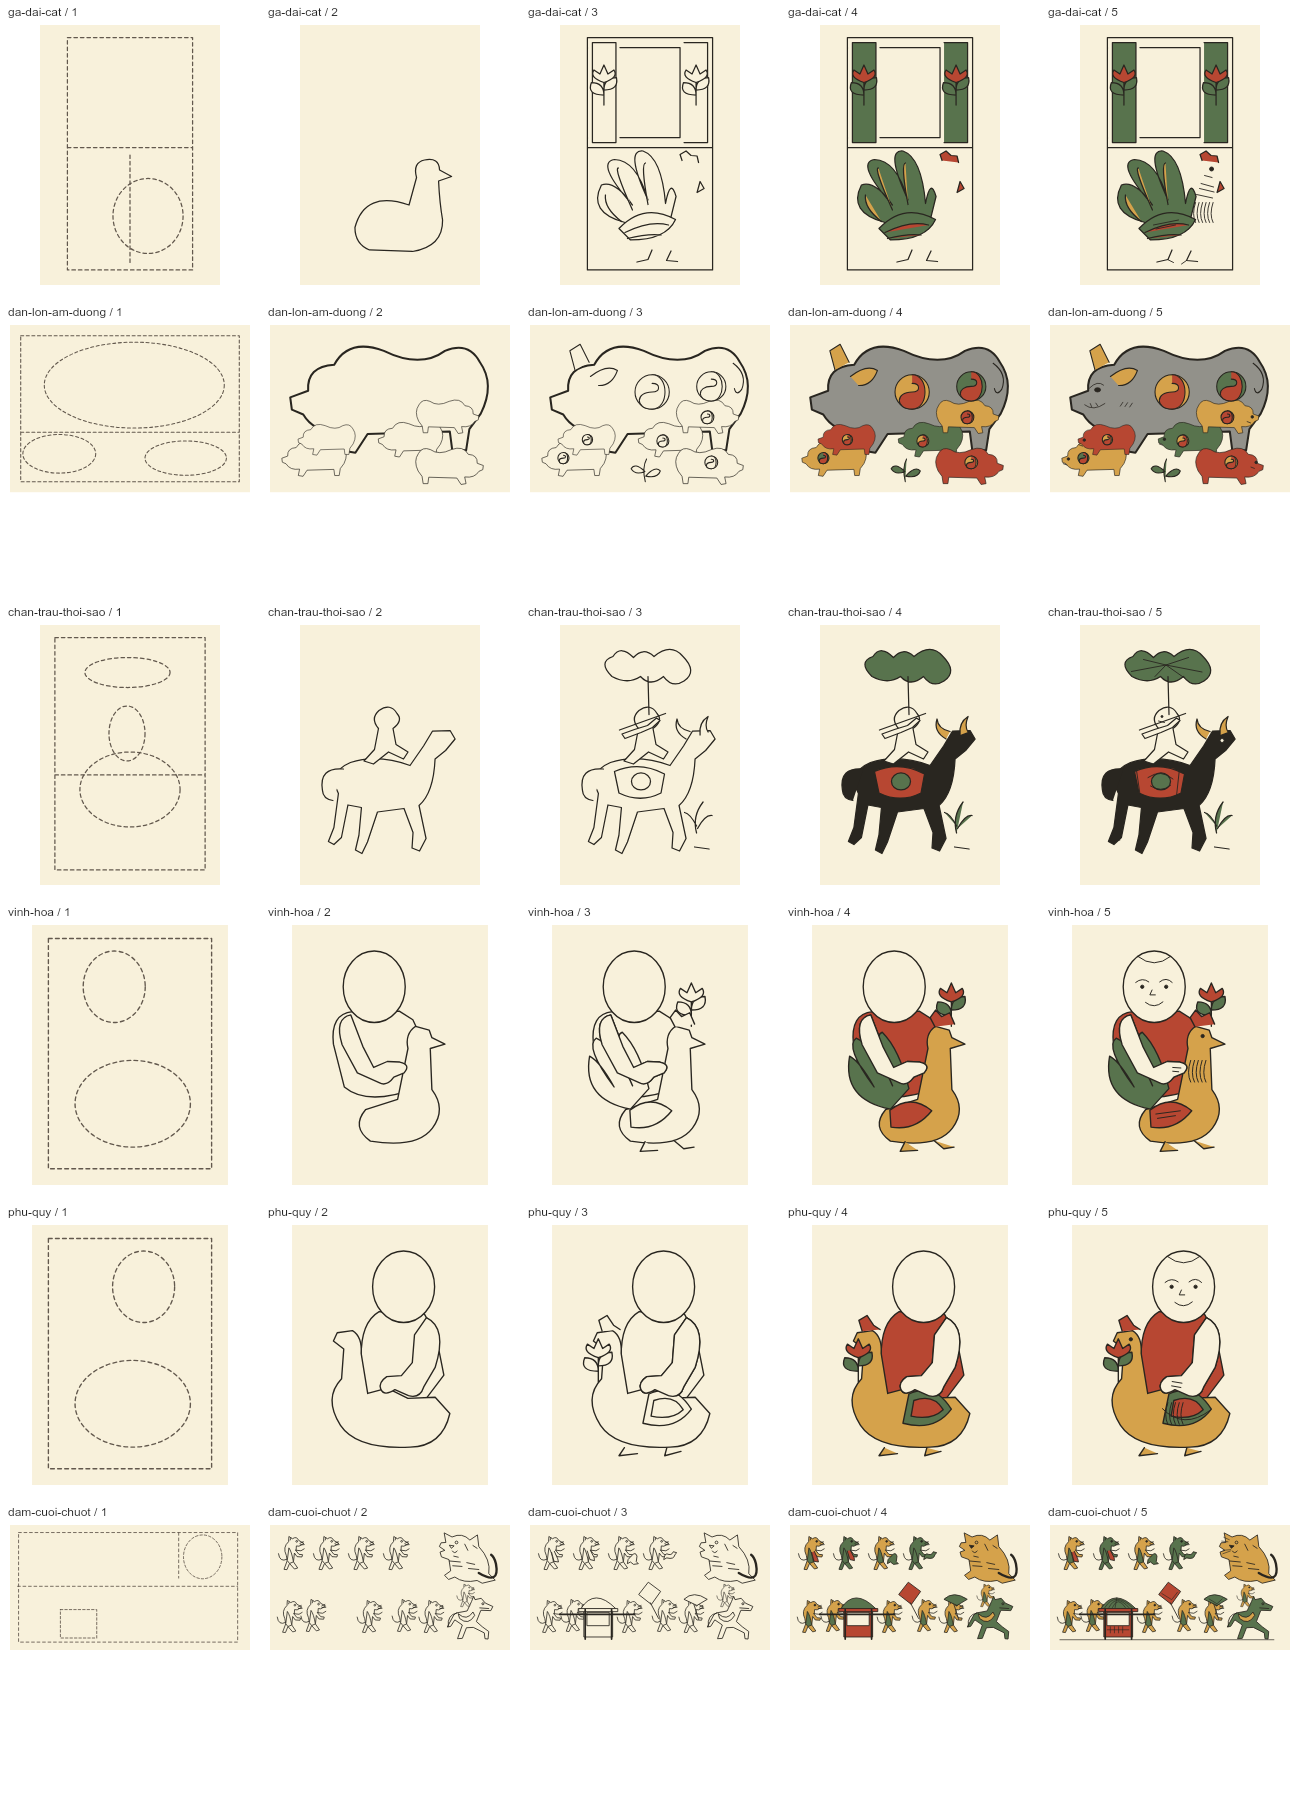 ga-dai-cat / 1
ga-dai-cat / 2
ga-dai-cat / 3
ga-dai-cat / 4
ga-dai-cat / 5
dan-lon-am-duong / 1
dan-lon-am-duong / 2
dan-lon-am-duong / 3
dan-lon-am-duong / 4
dan-lon-am-duong / 5
chan-trau-thoi-sao / 1
chan-trau-thoi-sao / 2
chan-trau-thoi-sao / 3
chan-trau-thoi-sao / 4
chan-trau-thoi-sao / 5
vinh-hoa / 1
vinh-hoa / 2
vinh-hoa / 3
vinh-hoa / 4
vinh-hoa / 5
phu-quy / 1
phu-quy / 2
phu-quy / 3
phu-quy / 4
phu-quy / 5
dam-cuoi-chuot / 1
dam-cuoi-chuot / 2
dam-cuoi-chuot / 3
dam-cuoi-chuot / 4
dam-cuoi-chuot / 5